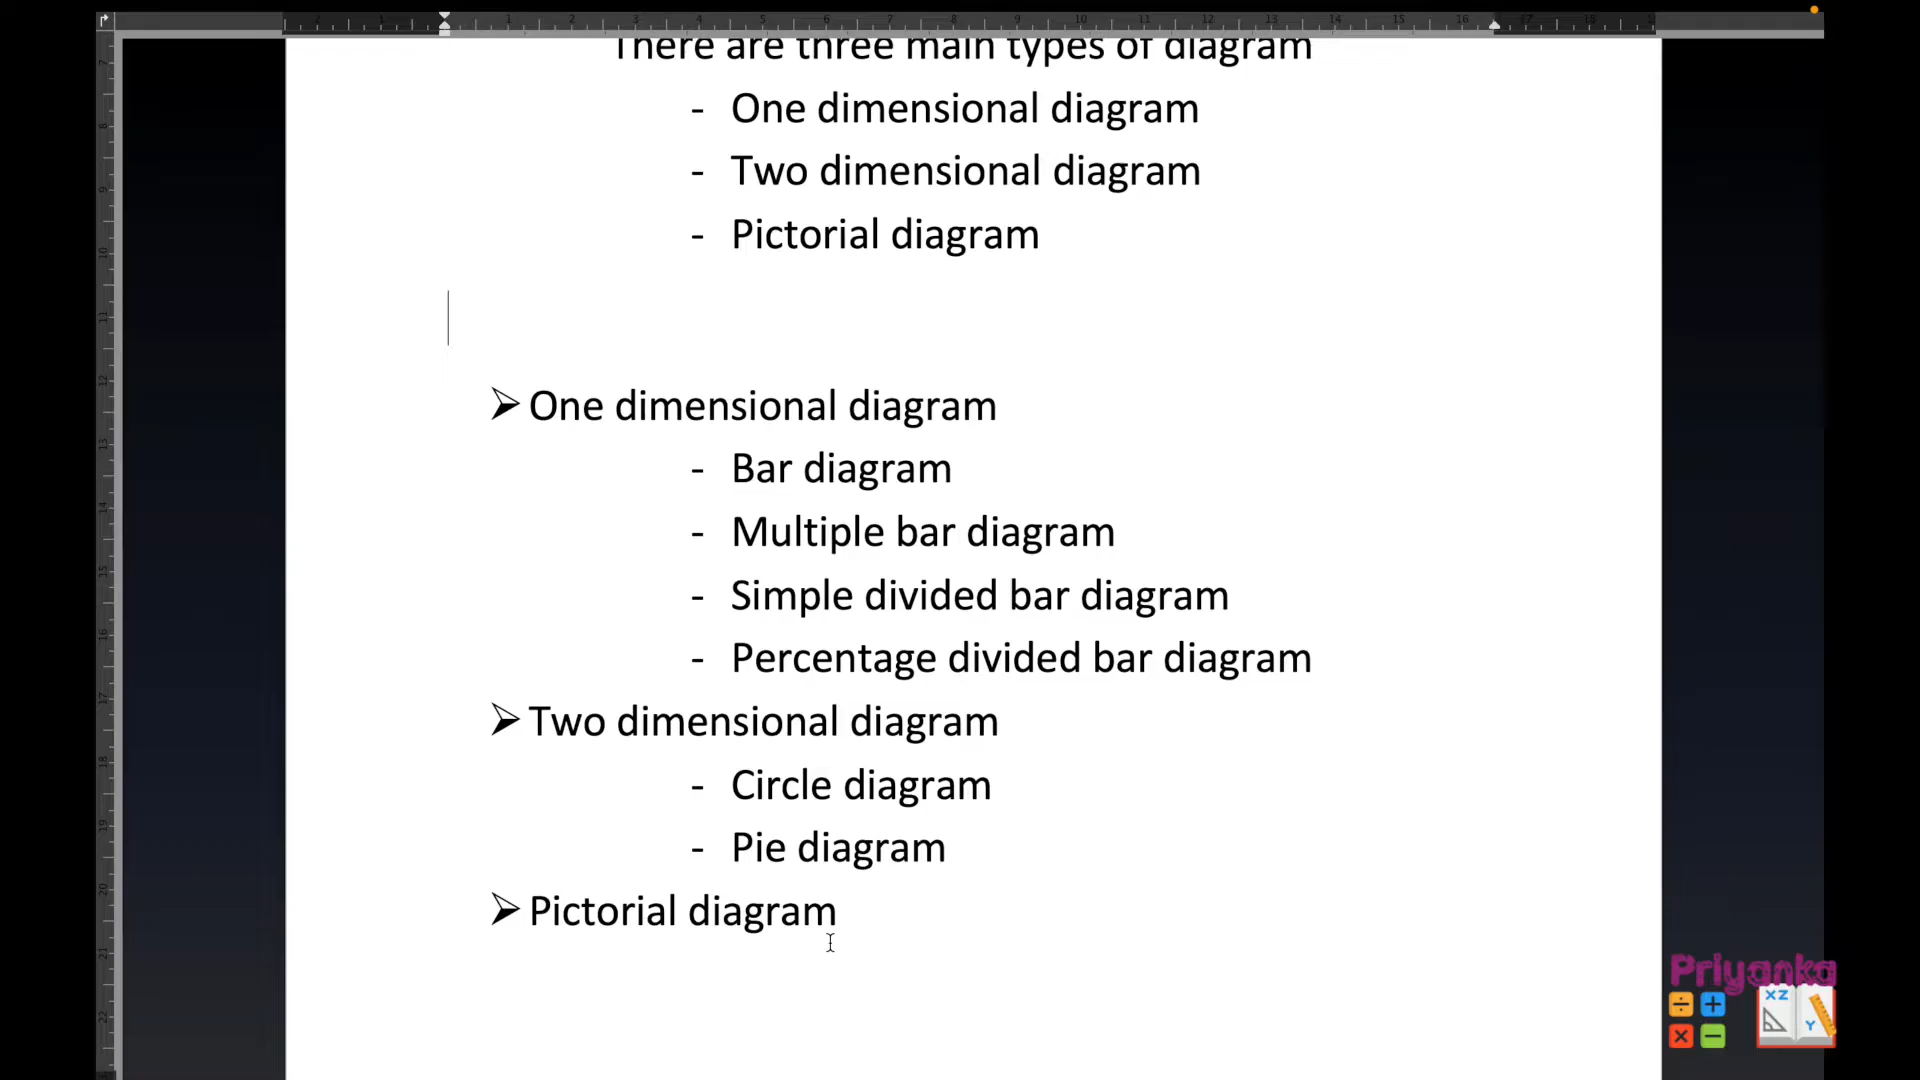 There are three main types of diagram
- One dimensional diagram
- Two dimensional diagram
- Pictorial diagram
➢ One dimensional diagram
- Bar diagram
- Multiple bar diagram
- Simple divided bar diagram
- Percentage divided bar diagram
➢ Two dimensional diagram
- Circle diagram
- Pie diagram
➢ Pictorial diagram
Priyanka
XZ
Y